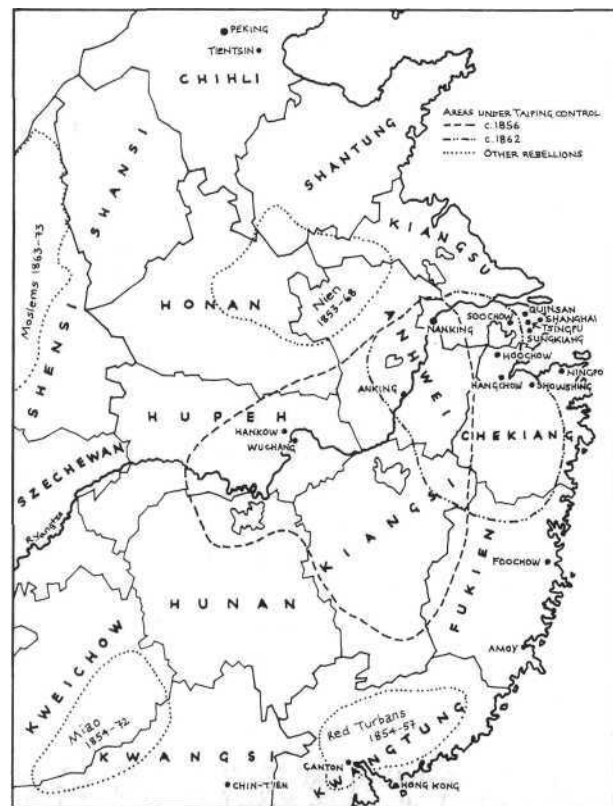 PEKING
TIENTSIN
CHIHLI
AREAS UNDER TAIPING CONTROL
c.1856
c.1862
OTHER REBELLIONS
SHANSI
SHANTUNG
Moslems 1863-73
KIANGSU
HONAN
Nien
1853-68
SHENSI
ANHWEI
NANKING
SOOCHOW
QUINSAN
SHANGHAI
TSINGPU
SUNGKIANG
HOOCHOW
NINGPO
HANGCHOW
SHOWSHING
ANKING
HUPEH
HANKOW
WUCHANG
CHEKIANG
SZECHEWAN
R.Yangtze
KIANGSI
FUKIEN
FOOCHOW
HUNAN
AMOY
KWEICHOW
Miao
1854-72
Red Turbans
1854-57
KWANGSI
KWANGTUNG
CANTON
CHIN-T'IEN
HONG KONG